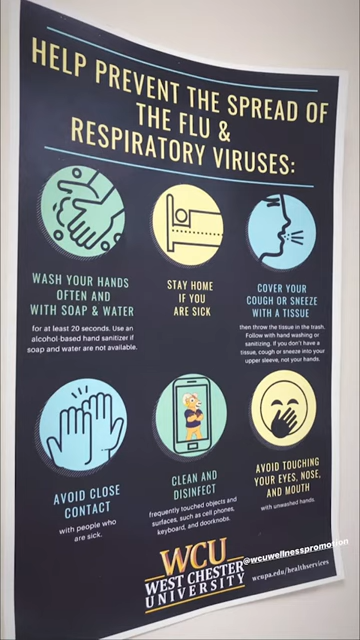 HELP PREVENT THE SPREAD OF
THE FLU &
RESPIRATORY VIRUSES:
WASH YOUR HANDS
OFTEN AND
WITH SOAP & WATER
for at least 20 seconds. Use an
alcohol-based hand sanitizer if
soap and water are not available.
STAY HOME
IF YOU
ARE SICK
COVER YOUR
COUGH OR SNEEZE
WITH A TISSUE
then throw the tissue in the trash.
Follow with hand washing or
sanitizing. If you don't have a
tissue, cough or sneeze into your
upper sleeve, not your hands.
AVOID CLOSE
CONTACT
with people who
are sick.
CLEAN AND
DISINFECT
frequently touched objects and
surfaces, such as cell phones,
keyboard, and doorknobs.
AVOID TOUCHING
YOUR EYES, NOSE,
AND MOUTH
with unwashed hands.
WCU
WEST CHESTER
UNIVERSITY
@wcuwellnesspromotion
wcupa.edu/healthservices